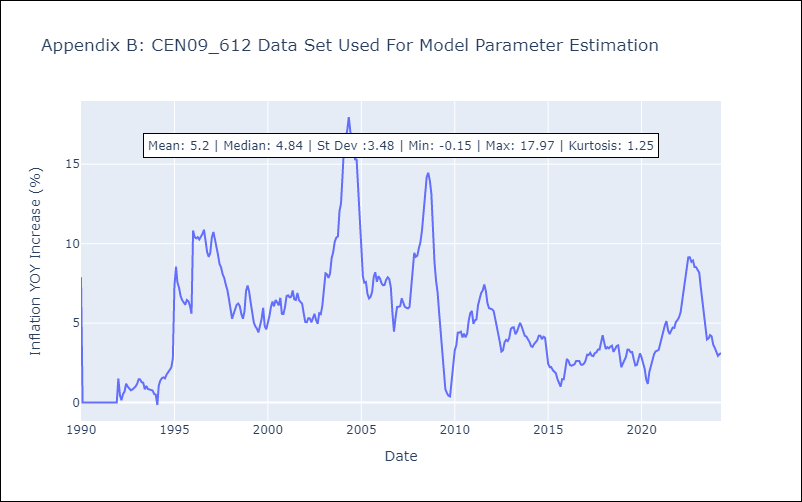 Appendix B: CEN09_612 Data Set Used For Model Parameter Estimation
Mean: 5.2 | Median: 4.84 | St Dev :3.48 | Min: -0.15 | Max: 17.97 | Kurtosis: 1.25
Inflation YOY Increase (%)
15
10
5
0
1990 1995 2000 2005 2010 2015 2020
Date